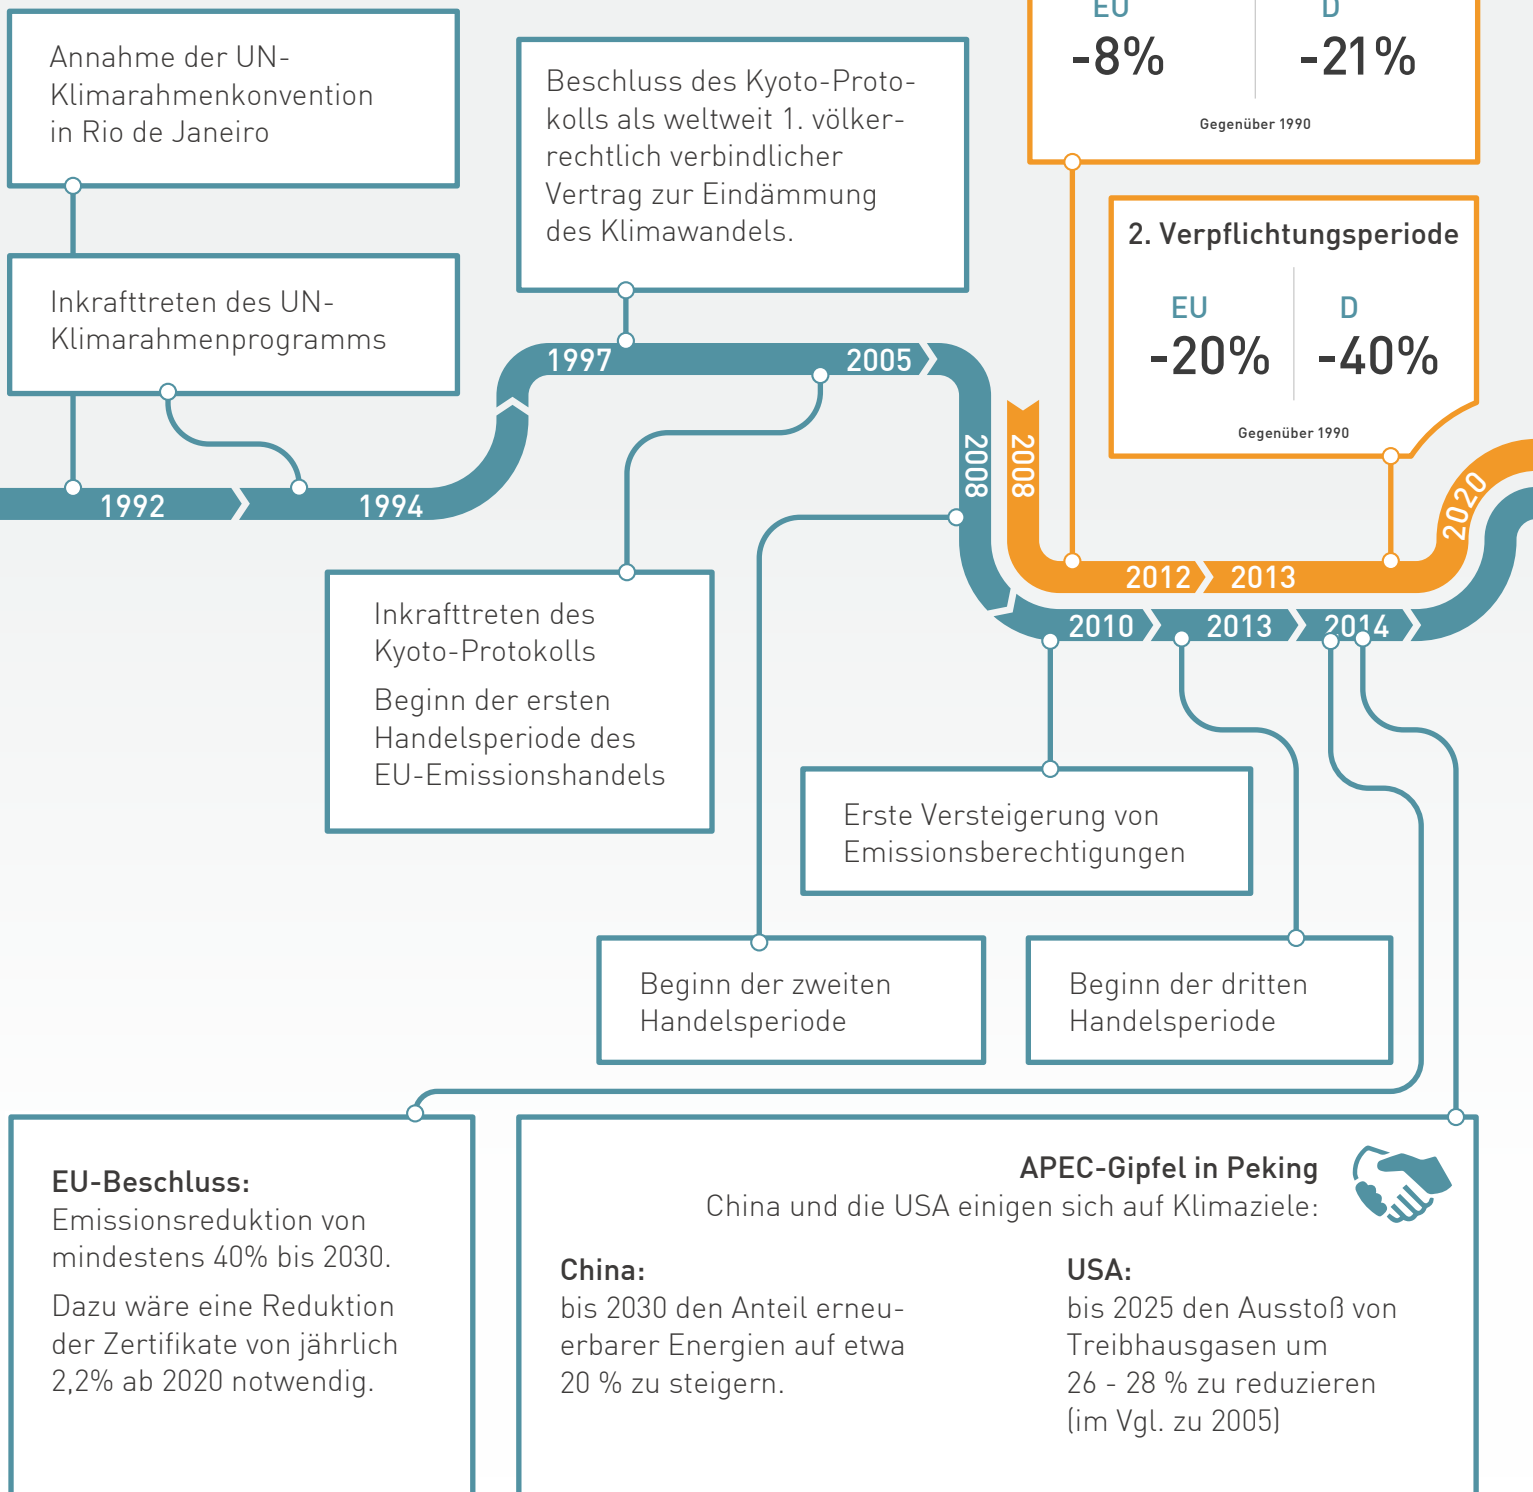 Annahme der UN-
Klimarahmenkonvention
in Rio de Janeiro
Inkrafttreten des UN-
Klimarahmenprogramms
Beschluss des Kyoto-Proto-
kolls als weltweit 1. völker-
rechtlich verbindlicher
Vertrag zur Eindämmung
des Klimawandels.
EU
-8%
D
-21%
Gegenüber 1990
2. Verpflichtungsperiode
EU
-20%
D
-40%
Gegenüber 1990
1992
1994
1997
2005
2008
2008
2012
2013
2020
2010
2013
2014
Inkrafttreten des
Kyoto-Protokolls
Beginn der ersten
Handelsperiode des
EU-Emissionshandels
Erste Versteigerung von
Emissionsberechtigungen
Beginn der zweiten
Handelsperiode
Beginn der dritten
Handelsperiode
EU-Beschluss:
Emissionsreduktion von
mindestens 40% bis 2030.
Dazu wäre eine Reduktion
der Zertifikate von jährlich
2,2% ab 2020 notwendig.
APEC-Gipfel in Peking
China und die USA einigen sich auf Klimaziele:
China:
bis 2030 den Anteil erneu-
erbarer Energien auf etwa
20 % zu steigern.
USA:
bis 2025 den Ausstoß von
Treibhausgasen um
26 - 28 % zu reduzieren
(im Vgl. zu 2005)